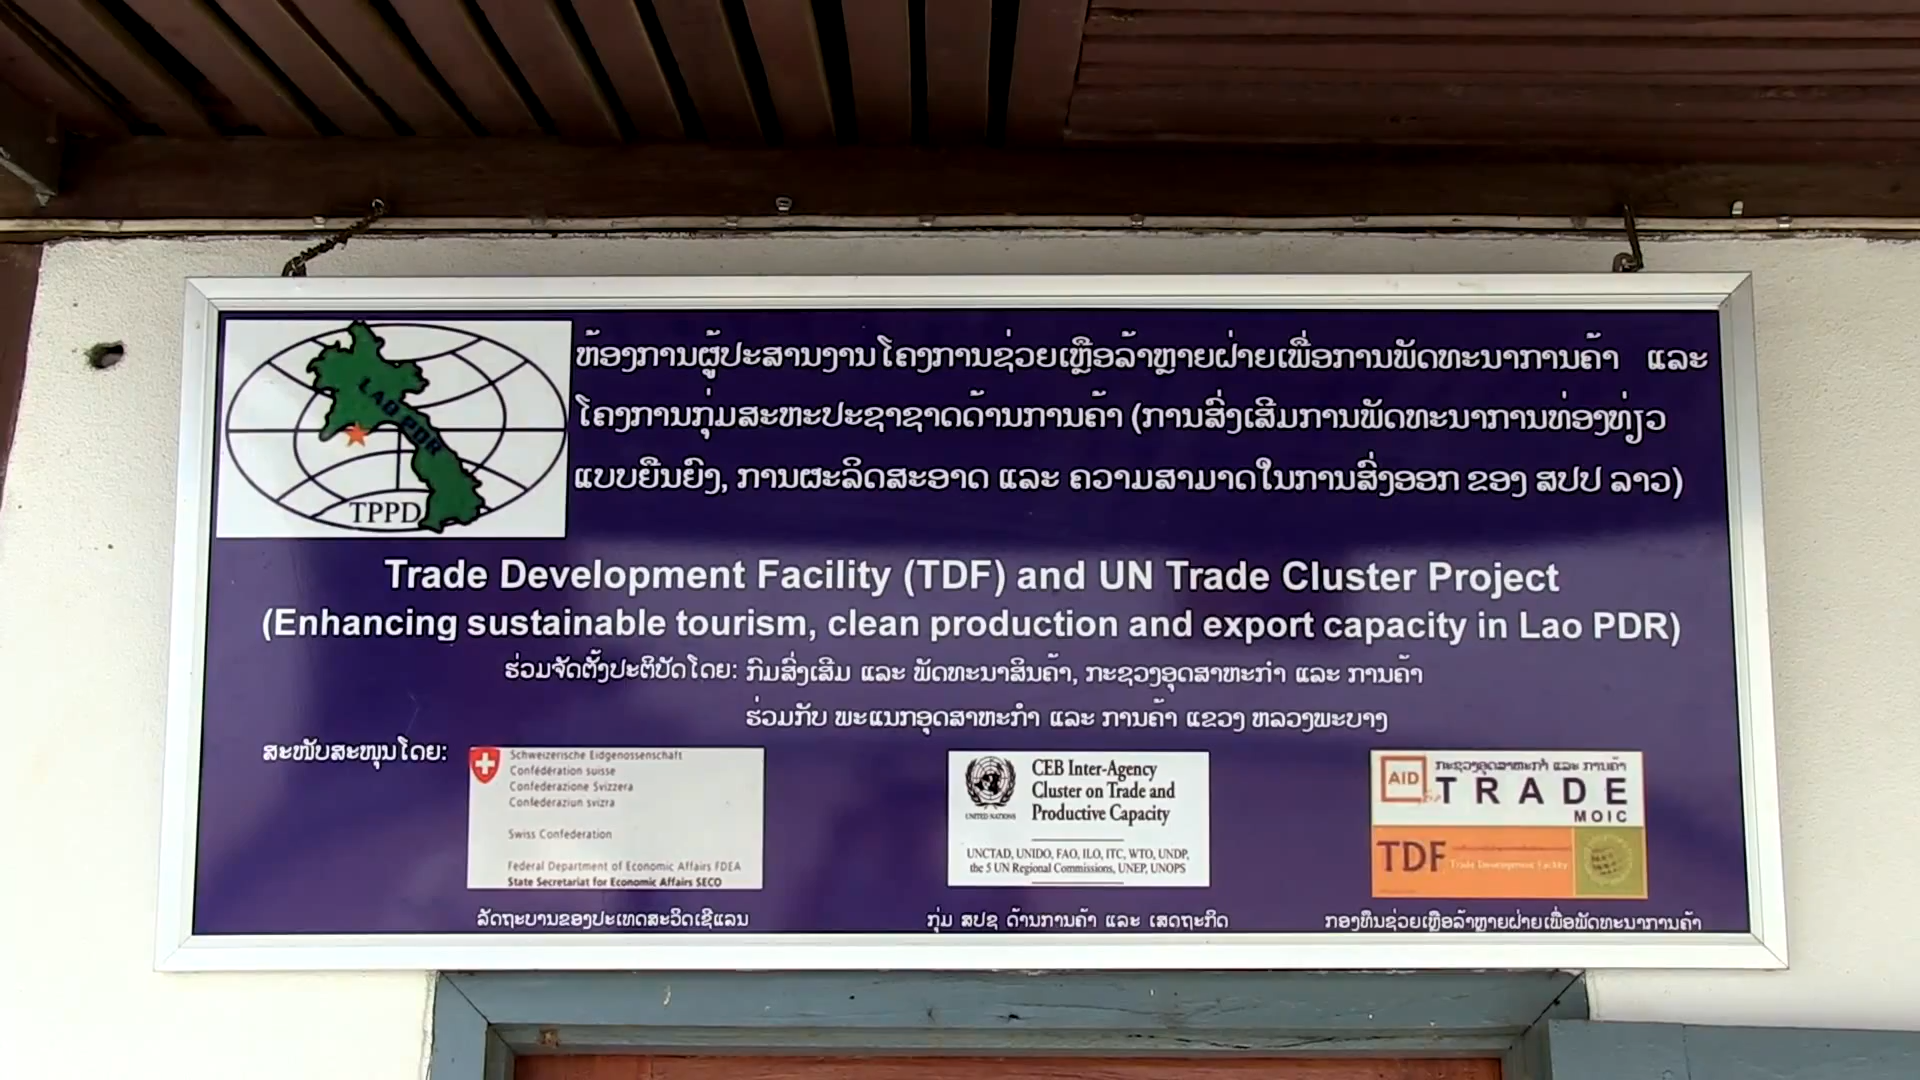 LAO PDR
TPPD
ຫ້ອງການຜູ້ປະສານງານໂຄງການຊ່ວຍເຫຼືອລ້າຫຼາຍຝ່າຍເພື່ອການພັດທະນາການຄ້າ ແລະ
ໂຄງການກຸ່ມສະຫະປະຊາຊາດດ້ານການຄ້າ (ການສົ່ງເສີມການພັດທະນາການທ່ອງທ່ຽວ
ແບບຍືນຍົງ, ການຜະລິດສະອາດ ແລະ ຄວາມສາມາດໃນການສົ່ງອອກ ຂອງ ສປປ ລາວ)
Trade Development Facility (TDF) and UN Trade Cluster Project
(Enhancing sustainable tourism, clean production and export capacity in Lao PDR)
ຮ່ວມຈັດຕັ້ງປະຕິບັດໂດຍ: ກົມສົ່ງເສີມ ແລະ ພັດທະນາສິນຄ້າ, ກະຊວງອຸດສາຫະກຳ ແລະ ການຄ້າ
ຮ່ວມກັບ ພະແນກອຸດສາຫະກຳ ແລະ ການຄ້າ ແຂວງ ຫລວງພະບາງ
ສະໜັບສະໜຸນໂດຍ:
Schweizerische Eidgenossenschaft
Confédération suisse
Confederazione Svizzera
Confederaziun svizra
Swiss Confederation
Federal Department of Economic Affairs FDEA
State Secretariat for Economic Affairs SECO
ລັດຖະບານຂອງປະເທດສະວິດເຊີແລນ
UNITED NATIONS
CEB Inter-Agency
Cluster on Trade and
Productive Capacity
UNCTAD, UNIDO, FAO, ILO, ITC, WTO, UNDP,
the 5 UN Regional Commissions, UNEP, UNOPS
ກຸ່ມ ສປຊ ດ້ານການຄ້າ ແລະ ເສດຖະກິດ
ກະຊວງອຸດສາຫະກຳ ແລະ ການຄ້າ
AID
TRADE
MOIC
TDF Trade Development Facility
ກອງທຶນຊ່ວຍເຫຼືອລ້າຫຼາຍຝ່າຍເພື່ອພັດທະນາການຄ້າ